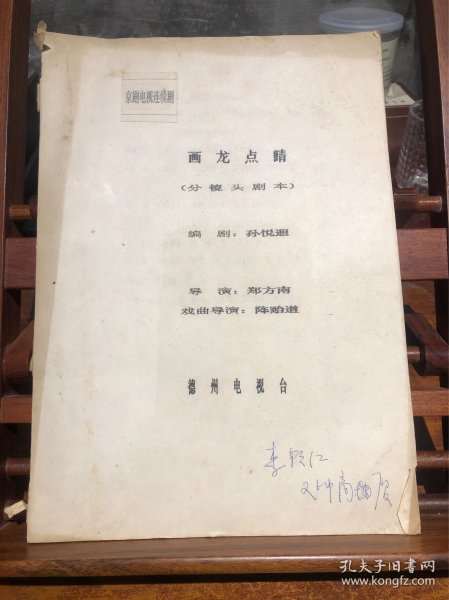 京剧电视连续剧
画龙点睛
(分镜头剧本)
编剧:孙悦遐
导演:郑方南
戏曲导演:陈贻道
德州电视台
孔夫子旧书网
www.kongfz.com